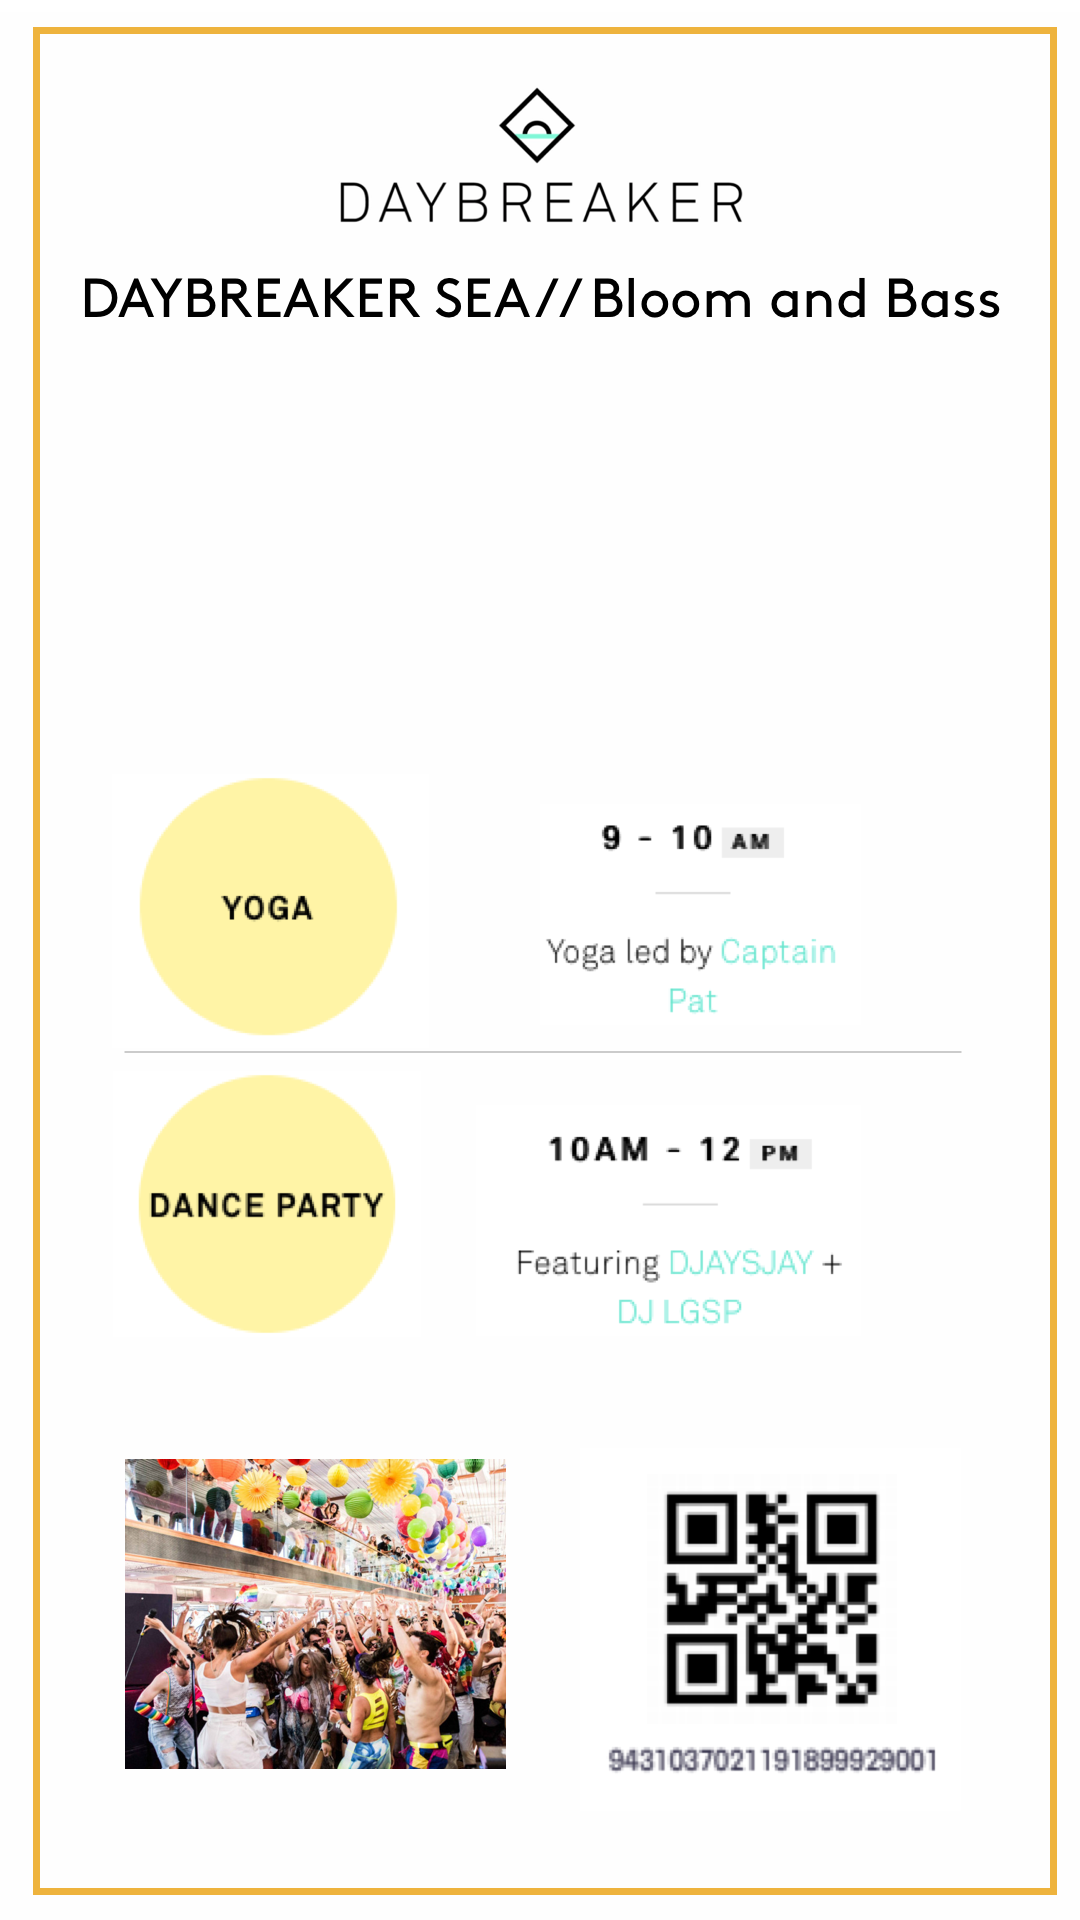 DAYBREAKER
DAYBREAKER SEA// Bloom and Bass
YOGA
9 - 10 AM
Yoga led by Captain
Pat
DANCE PARTY
10AM - 12 PM
Featuring DJAYSJAY +
DJ LGSP
9431037021191899929001